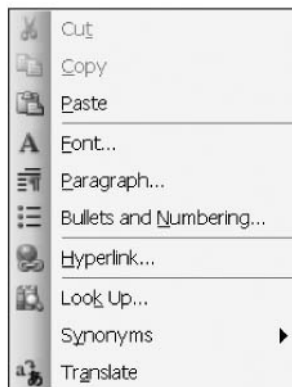 Cut
Copy
Paste
Font...
Paragraph...
Bullets and Numbering...
Hyperlink...
Look Up...
Synonyms
Translate